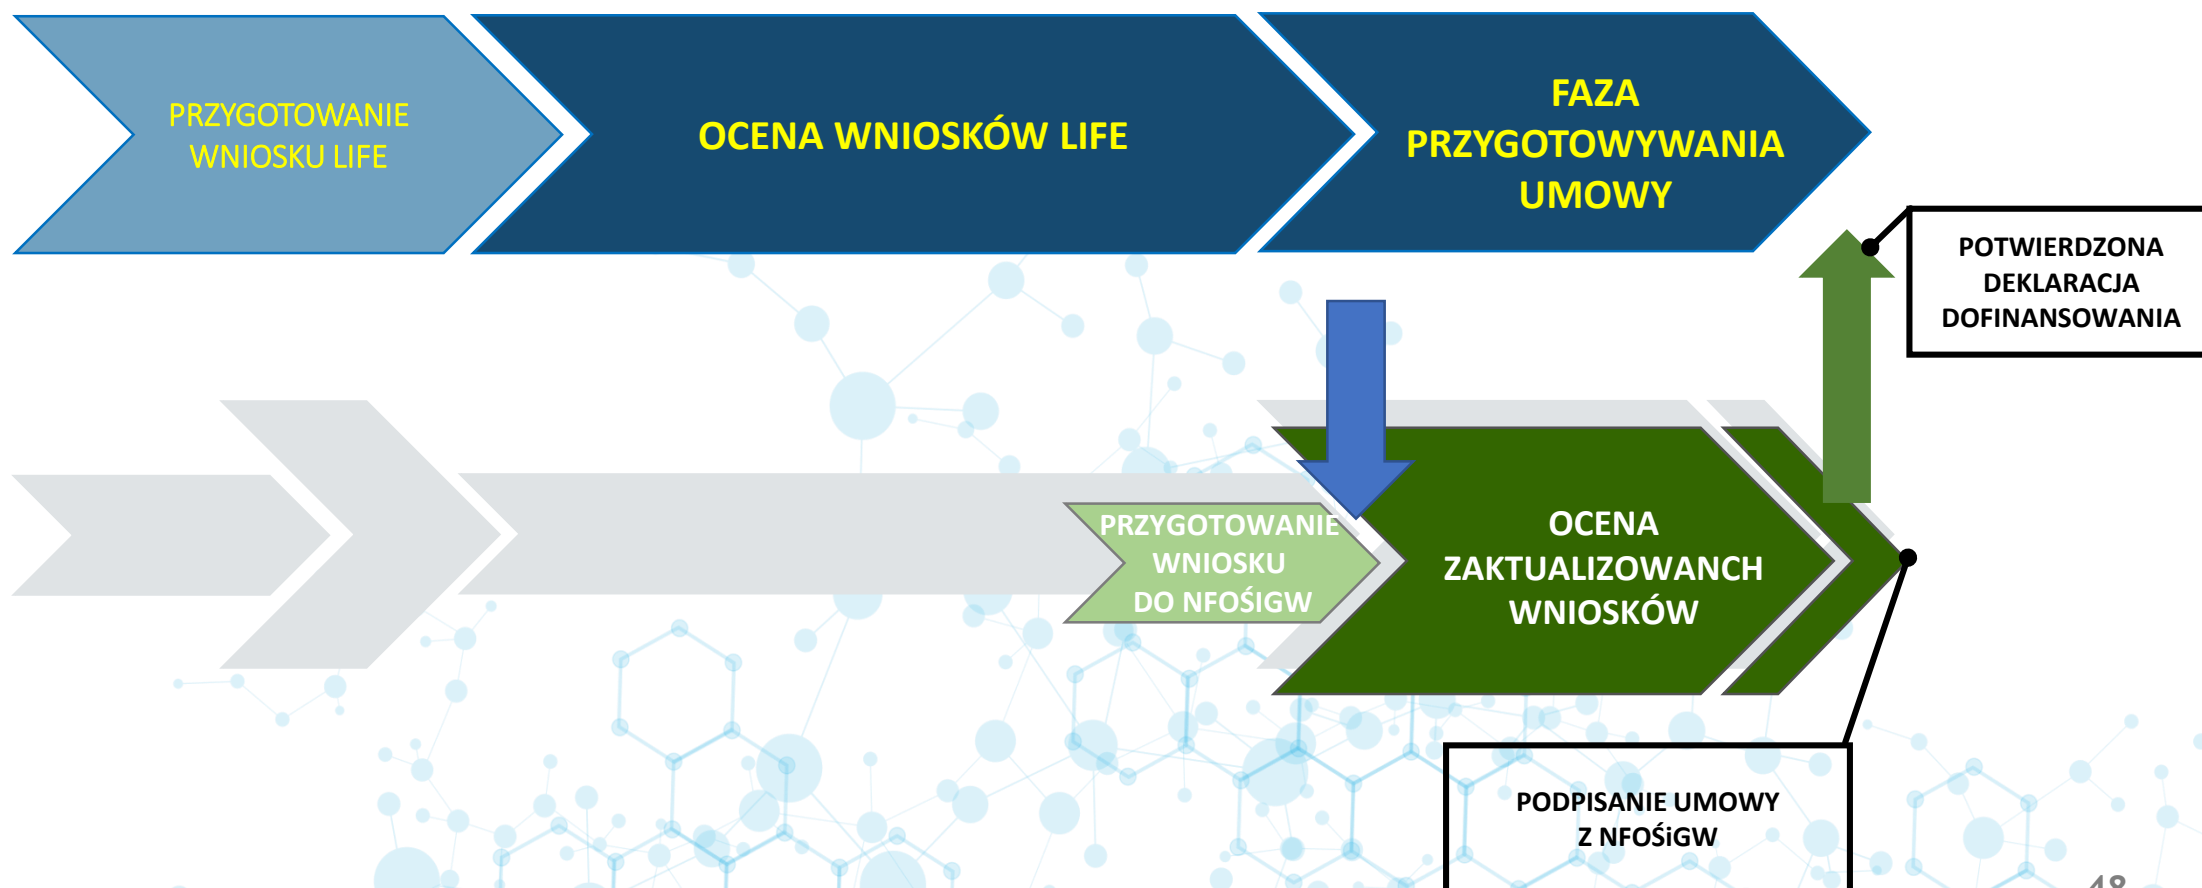 PRZYGOTOWANIE
WNIOSKU LIFE
OCENA WNIOSKÓW LIFE
FAZA
PRZYGOTOWYWANIA
UMOWY
POTWIERDZONA
DEKLARACJA
DOFINANSOWANIA
PRZYGOTOWANIE
WNIOSKU
DO NFOŚIGW
OCENA
ZAKTUALIZOWANCH
WNIOSKÓW
PODPISANIE UMOWY
Z NFOŚiGW
48